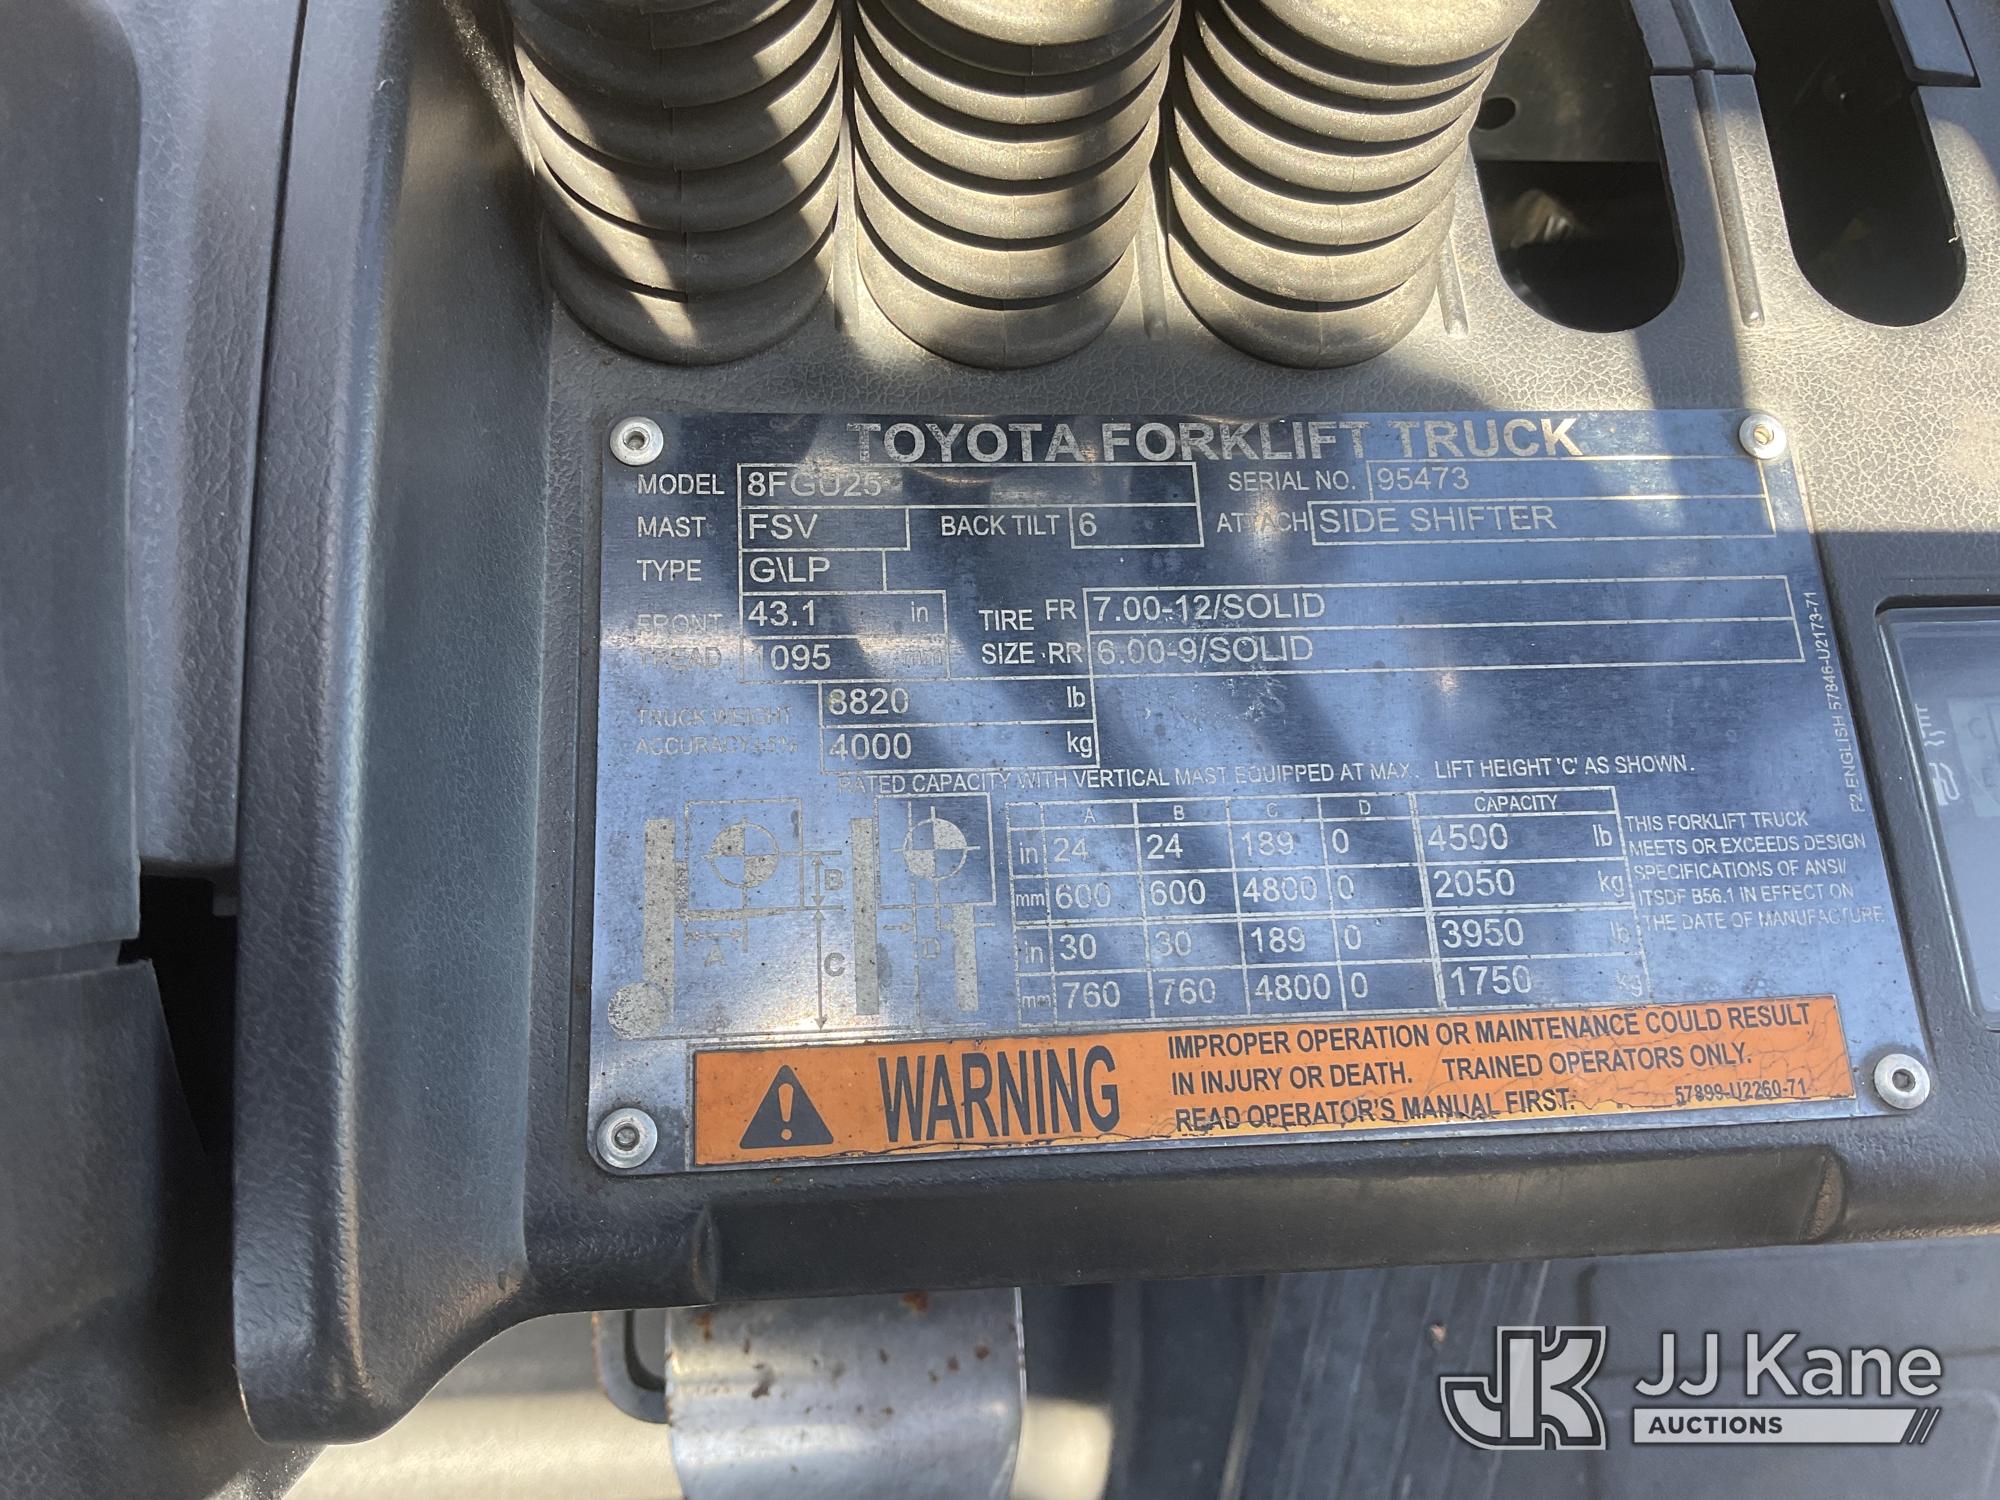 TOYOTA FORKLIFT TRUCK
MODEL 8FGU25 SERIAL NO. 95473
MAST FSV BACK TILT 6 ATTACH SIDE SHIFTER
TYPE G\LP
FRONT 43.1 in TIRE FR 7.00-12/SOLID
TREAD 1095 mm SIZE RR 6.00-9/SOLID
TRUCK WEIGHT 8820 lb
ACCURACY±5% 4000 kg
RATED CAPACITY WITH VERTICAL MAST EQUIPPED AT MAX. LIFT HEIGHT 'C' AS SHOWN.
A B C D CAPACITY
in 24 24 189 0 4500 lb
mm 600 600 4800 0 2050 kg
in 30 30 189 0 3950 lb
mm 760 760 4800 0 1750 kg
B
A
C
D
THIS FORKLIFT TRUCK
MEETS OR EXCEEDS DESIGN
SPECIFICATIONS OF ANSI/
ITSDF B56.1 IN EFFECT ON
THE DATE OF MANUFACTURE
F2 ENGLISH 57846-U2173-71
WARNING
IMPROPER OPERATION OR MAINTENANCE COULD RESULT
IN INJURY OR DEATH. TRAINED OPERATORS ONLY.
READ OPERATOR'S MANUAL FIRST. 57899-U2260-71
JK JJ Kane
AUCTIONS